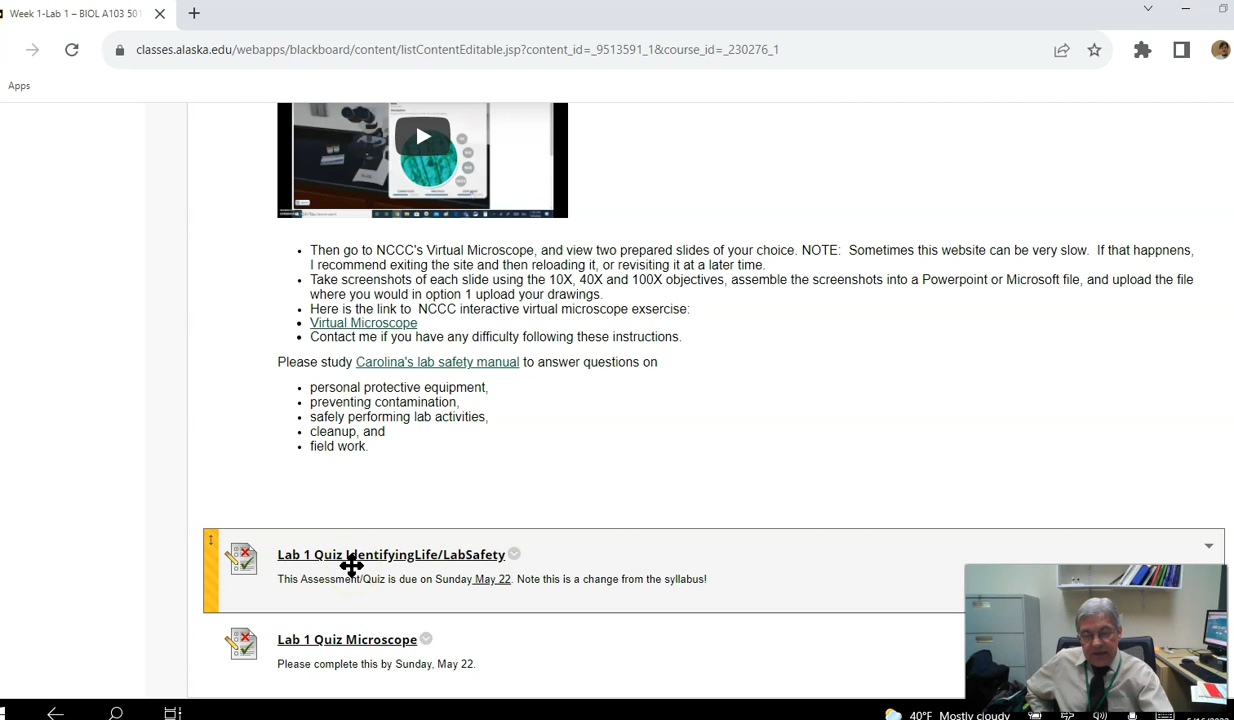 Week 1-Lab 1 – BIOL A103 501
classes.alaska.edu/webapps/blackboard/content/listContentEditable.jsp?content_id=_9513591_1&course_id=_230276_1
Apps
Then go to NCCC's Virtual Microscope, and view two prepared slides of your choice. NOTE: Sometimes this website can be very slow. If that happnens,
I recommend exiting the site and then reloading it, or revisiting it at a later time.
Take screenshots of each slide using the 10X, 40X and 100X objectives, assemble the screenshots into a Powerpoint or Microsoft file, and upload the file
where you would in option 1 upload your drawings.
Here is the link to NCCC interactive virtual microscope exsercise:
Virtual Microscope
Contact me if you have any difficulty following these instructions.
Please study Carolina's lab safety manual to answer questions on
personal protective equipment,
preventing contamination,
safely performing lab activities,
cleanup, and
field work.
Lab 1 Quiz IdentifyingLife/LabSafety
This Assessment/Quiz is due on Sunday May 22. Note this is a change from the syllabus!
Lab 1 Quiz Microscope
Please complete this by Sunday, May 22.
40°F Mostly cloudy